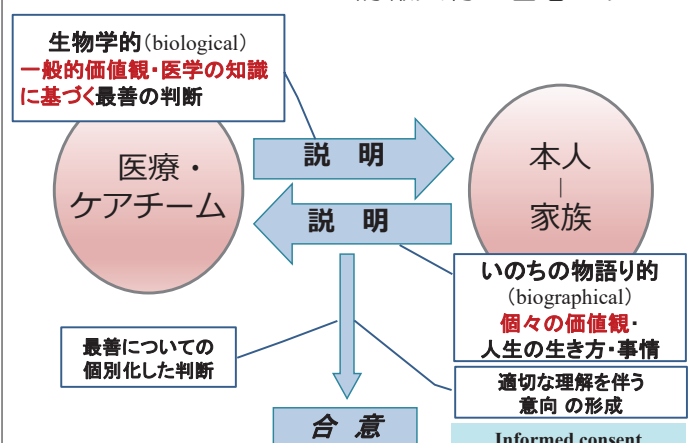 生物学的（biological）
一般的価値観・医学の知識
に基づく最善の判断
医療・
ケアチーム
説 明
本人
|
家族
説 明
いのちの物語り的
（biographical）
個々の価値観・
人生の生き方・事情
最善についての
個別化した判断
適切な理解を伴う
意向 の形成
合 意
Informed consent